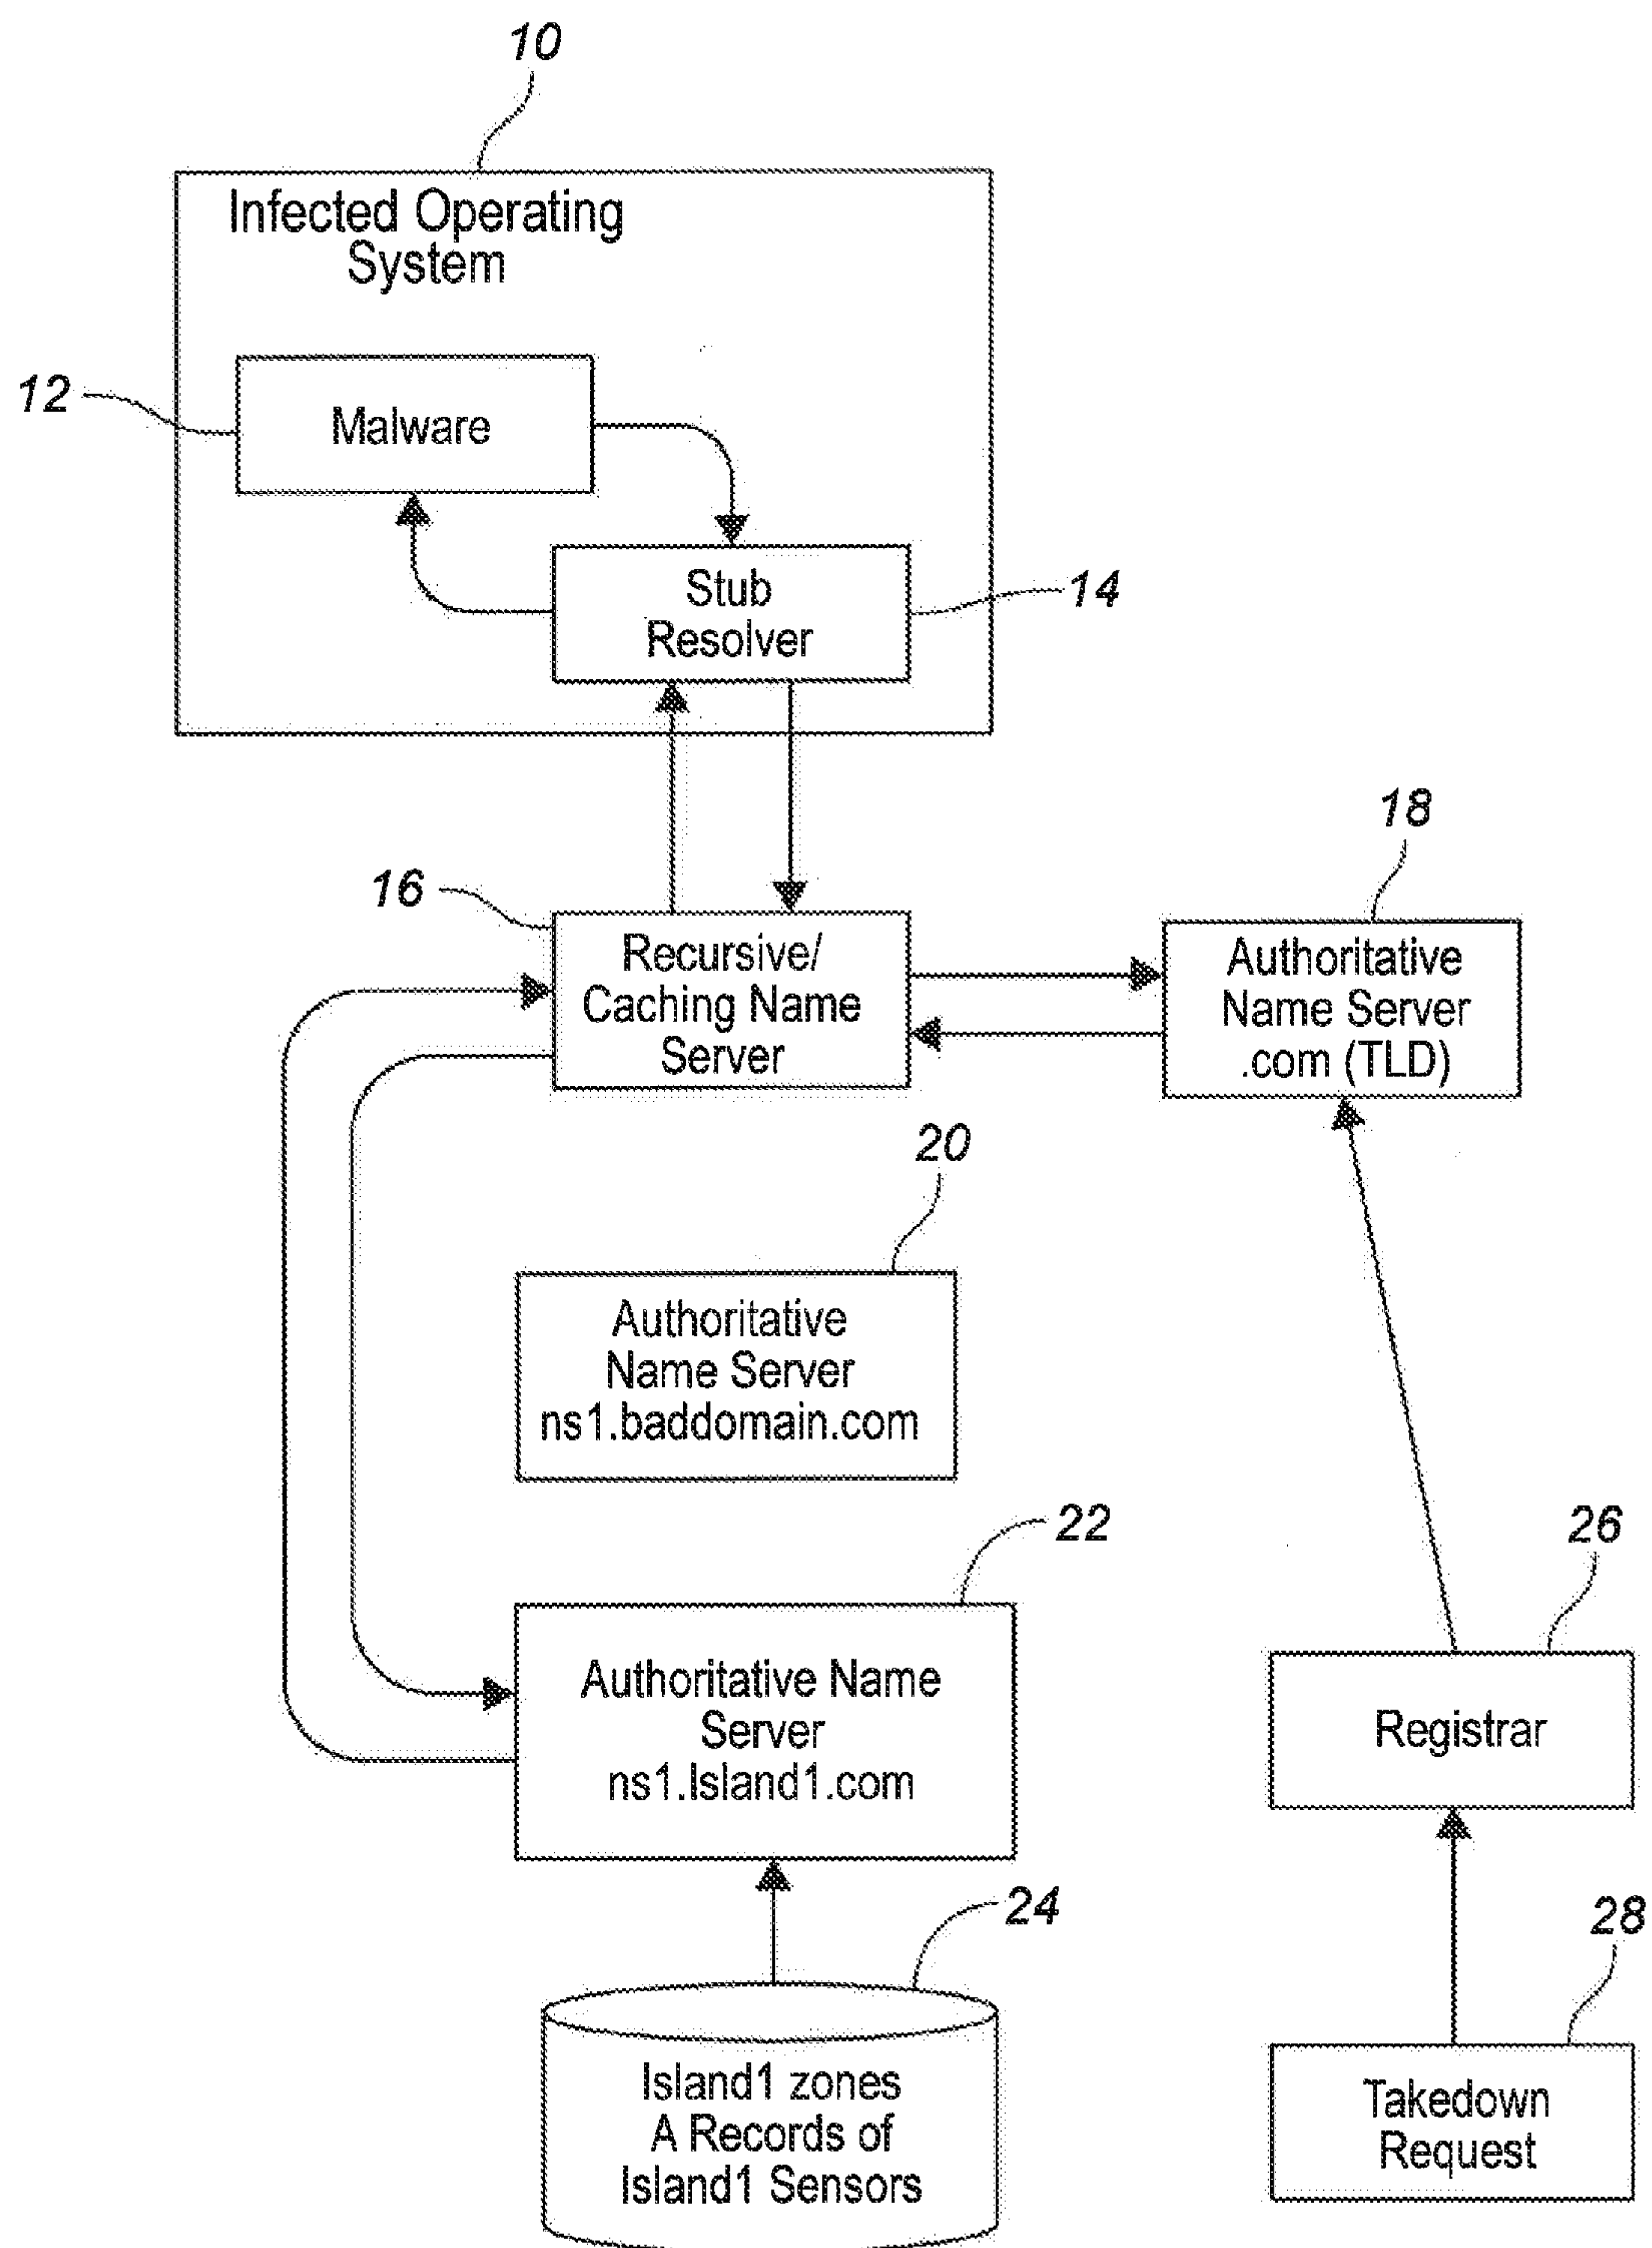 10
Infected Operating
System
12
Malware
Stub
Resolver
14
16
Recursive/
Caching Name
Server
18
Authoritative
Name Server
.com (TLD)
20
Authoritative
Name Server
ns1.baddomain.com
22
Authoritative Name
Server
ns1.Island1.com
26
Registrar
24
Island1 zones
A Records of
Island1 Sensors
28
Takedown
Request